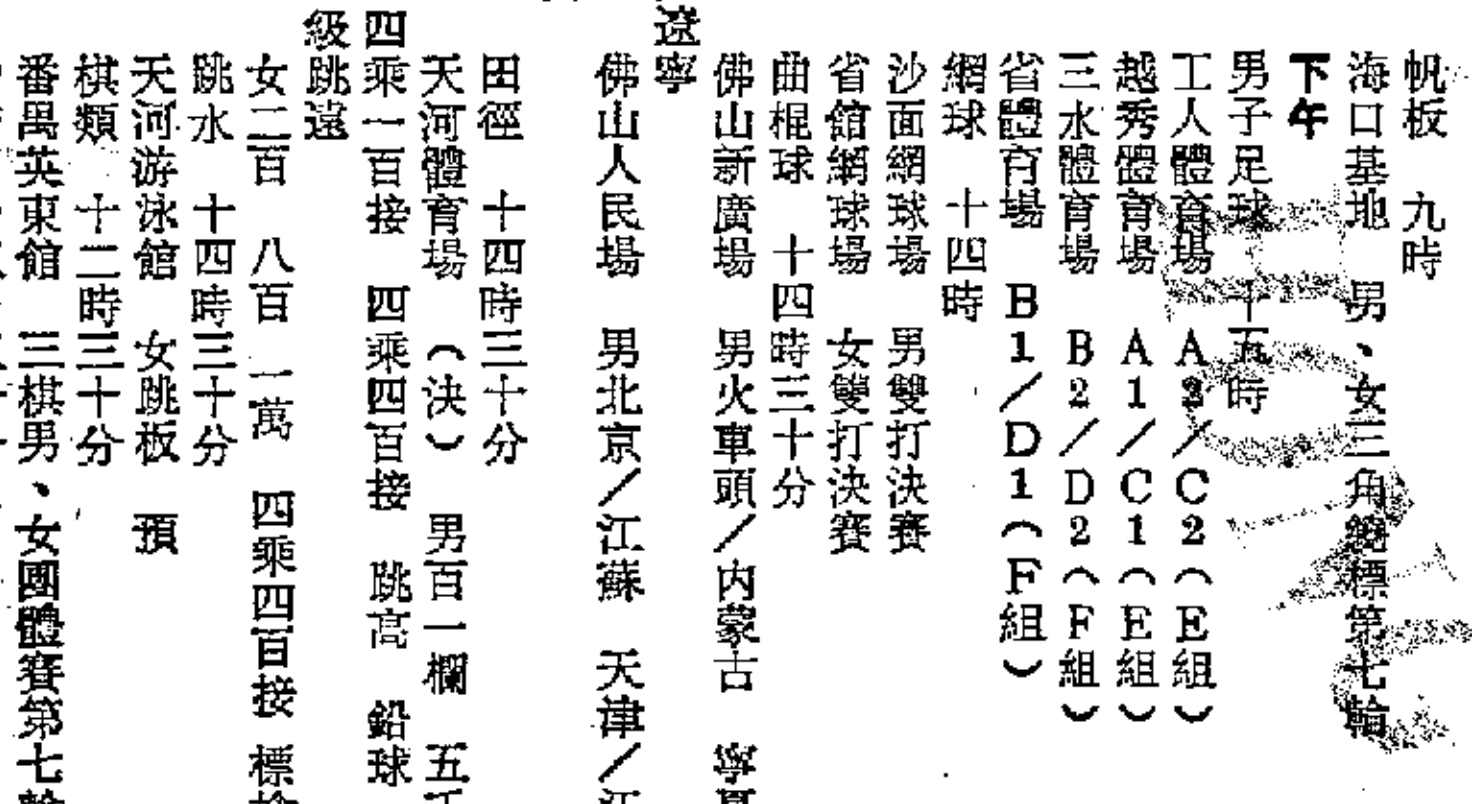 帆板　九時
海口基地　男、女三角繞標第七輪
下午
男子足球　十五時
工人體育場　A3／C2（E組）
越秀體育場　A1／C1（E組）
三水體育場　B2／D2（F組）
省體育場　B1／D1（F組）
網球　十四時
沙面網球場　男雙打決賽
省館網球場　女雙打決賽
曲棍球　十四時三十分
佛山新廣場　男火車頭／內蒙古　寧夏
遼寧
佛山人民場　男北京／江蘇　天津／江
田徑　十四時三十分
天河體育場　（決）　男百一欄　五千
四乘一百接　四乘四百接　跳高　鉛球
級跳遠
女二百　八百　一萬　四乘四百接　標槍
跳水　十四時三十分
天河游泳館　女跳板　預
棋類　十二時三十分
番禺英東館　三棋男、女團體賽第七輪